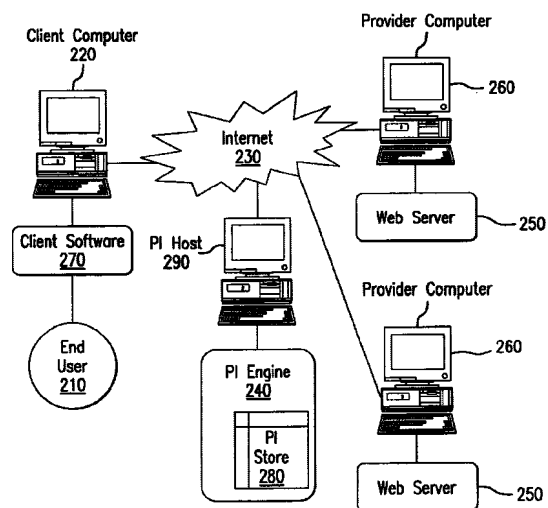 Client Computer
220
Provider Computer
260
Internet
230
Web Server
250
Client Software
270
PI Host
290
Provider Computer
260
End
User
210
PI Engine
240
PI
Store
280
Web Server
250